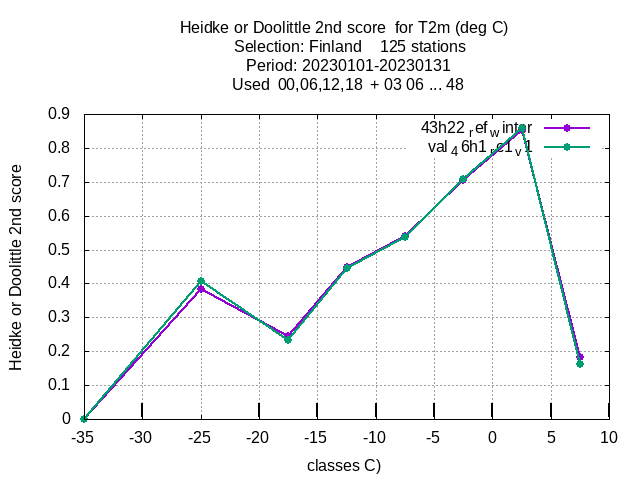 Heidke or Doolittle 2nd score  for T2m (deg C)
Selection: Finland    125 stations
Period: 20230101-20230131
Used  00,06,12,18  + 03 06 ... 48
43h22_ref_winter
val_46h1_rc1_v1
Heidke or Doolittle 2nd score
0.9
0.8
0.7
0.6
0.5
0.4
0.3
0.2
0.1
0
-35 -30 -25 -20 -15 -10 -5 0 5 10
classes C)